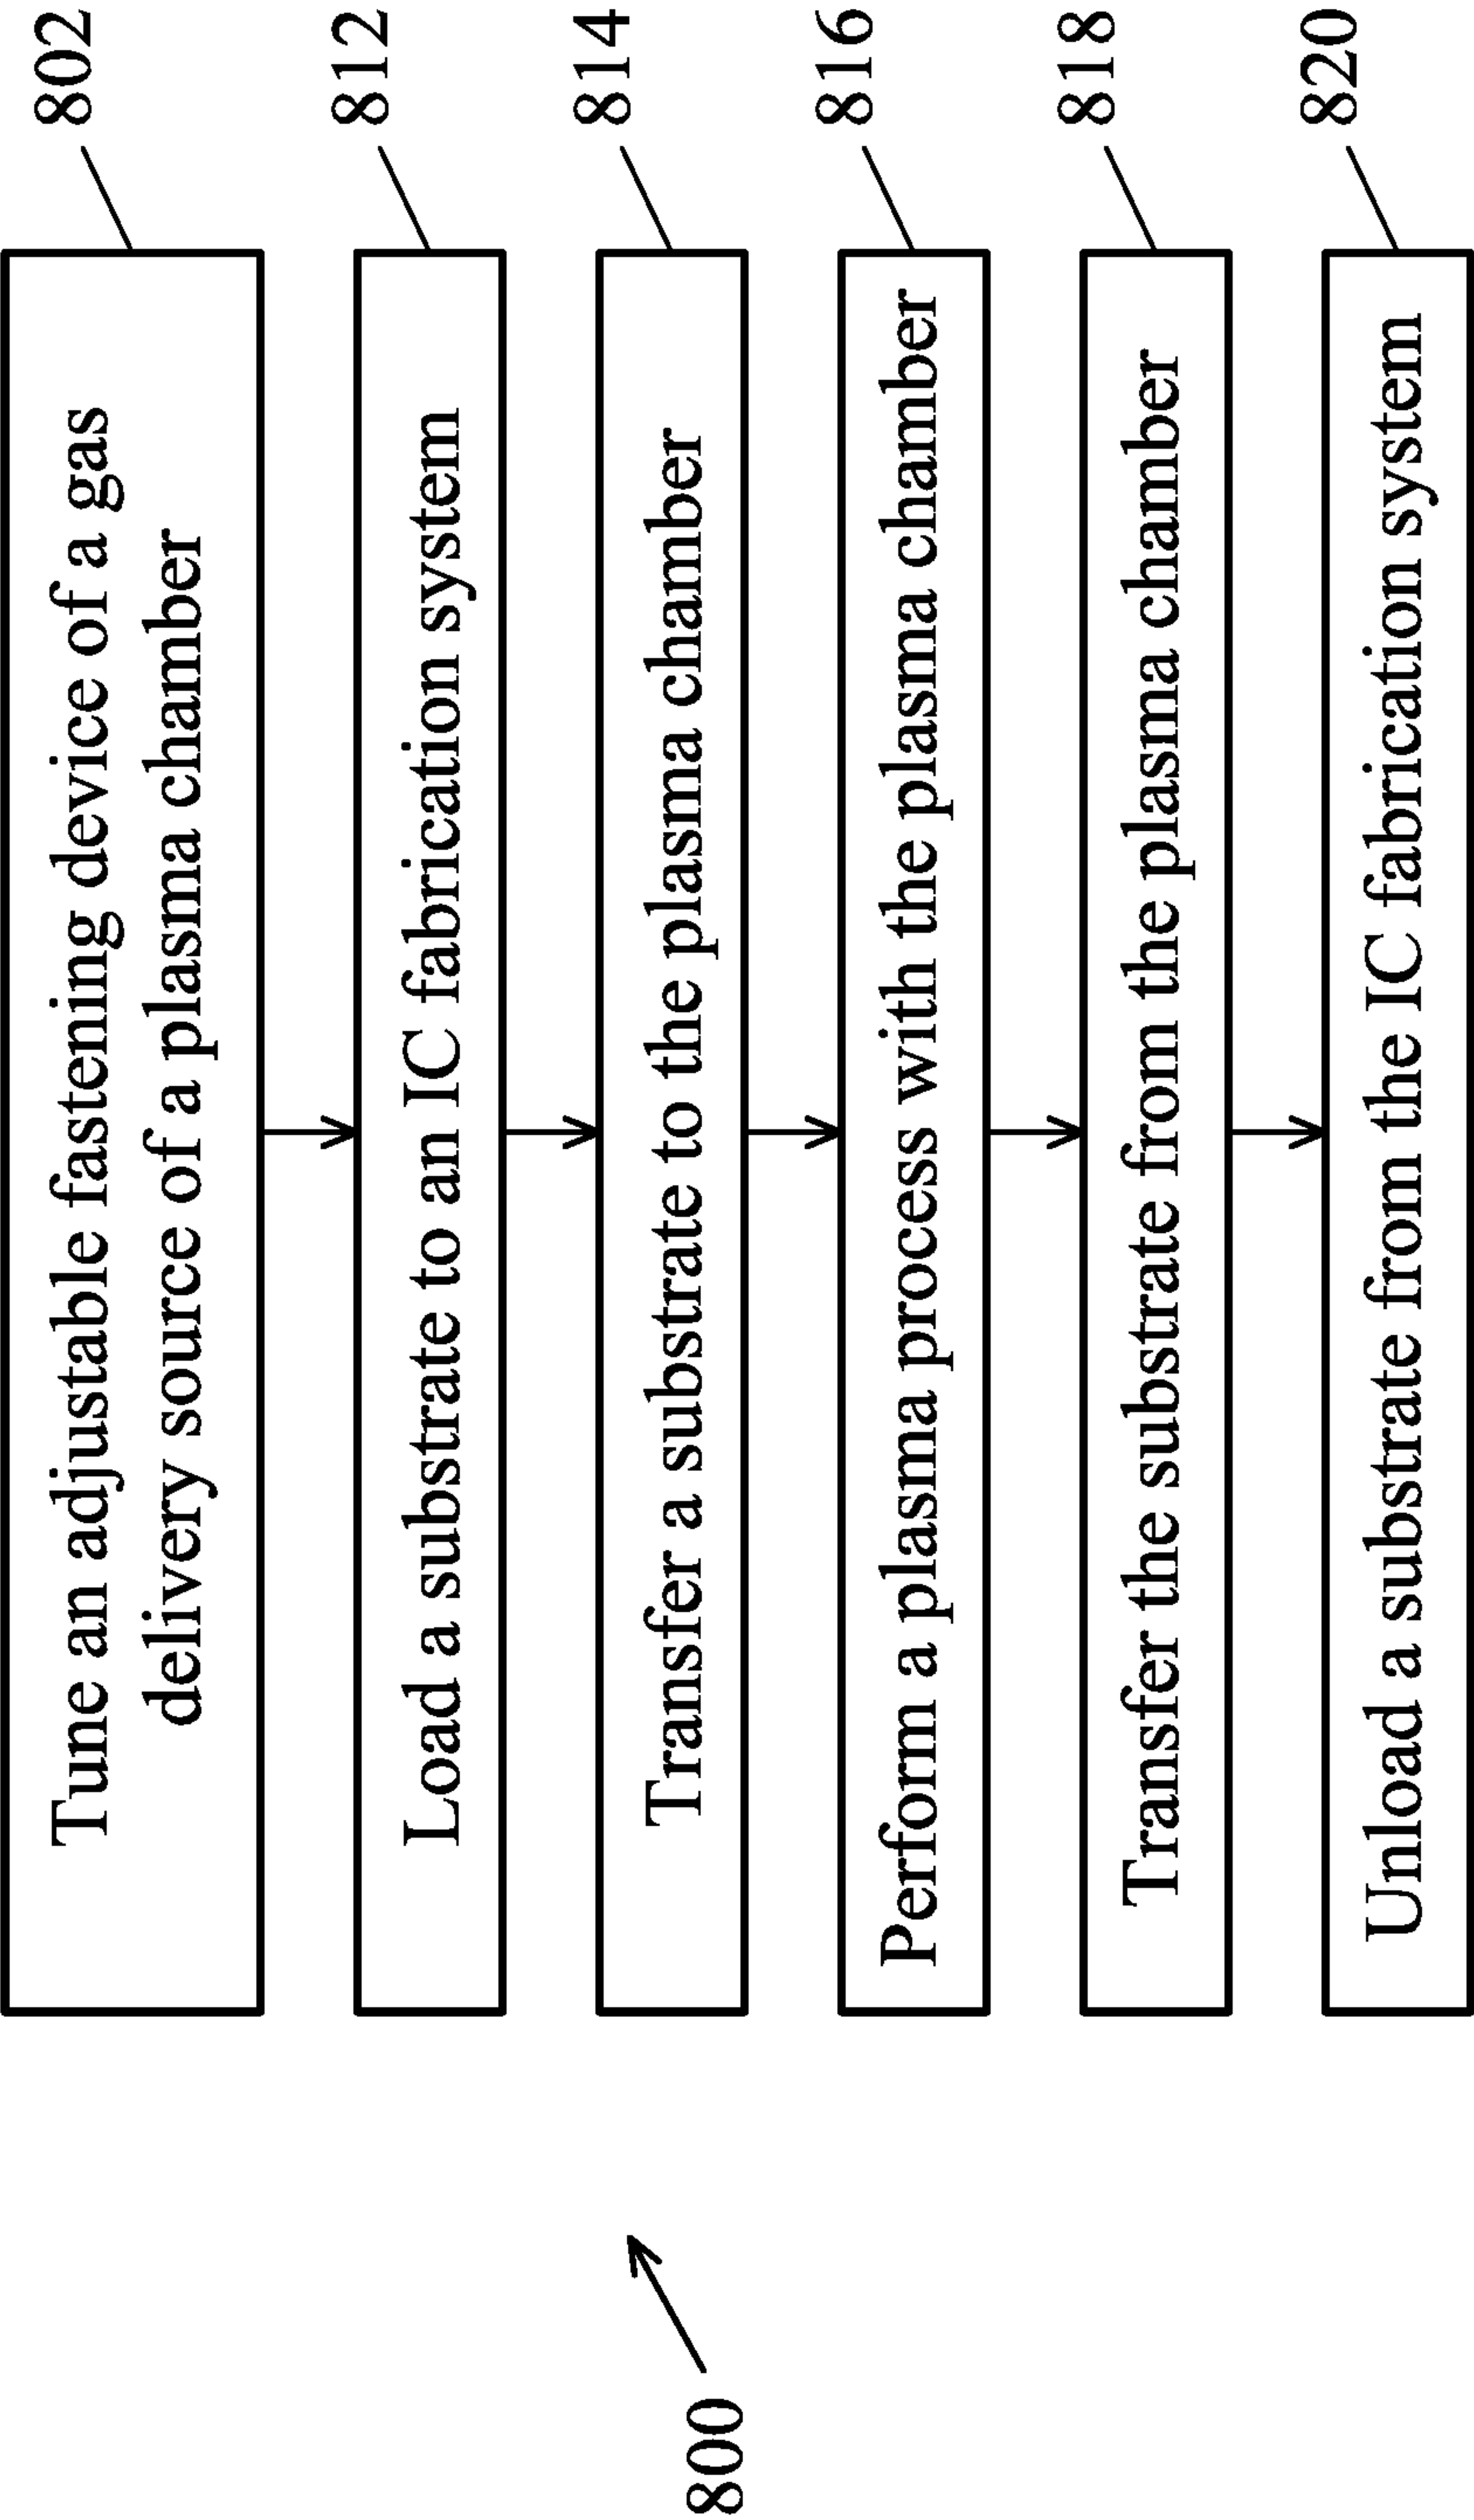 800
Tune an adjustable fastening device of a gas
delivery source of a plasma chamber
802
Load a substrate to an IC fabrication system
812
Transfer a substrate to the plasma chamber
814
Perform a plasma process with the plasma chamber
816
Transfer the substrate from the plasma chamber
818
Unload a substrate from the IC fabrication system
820